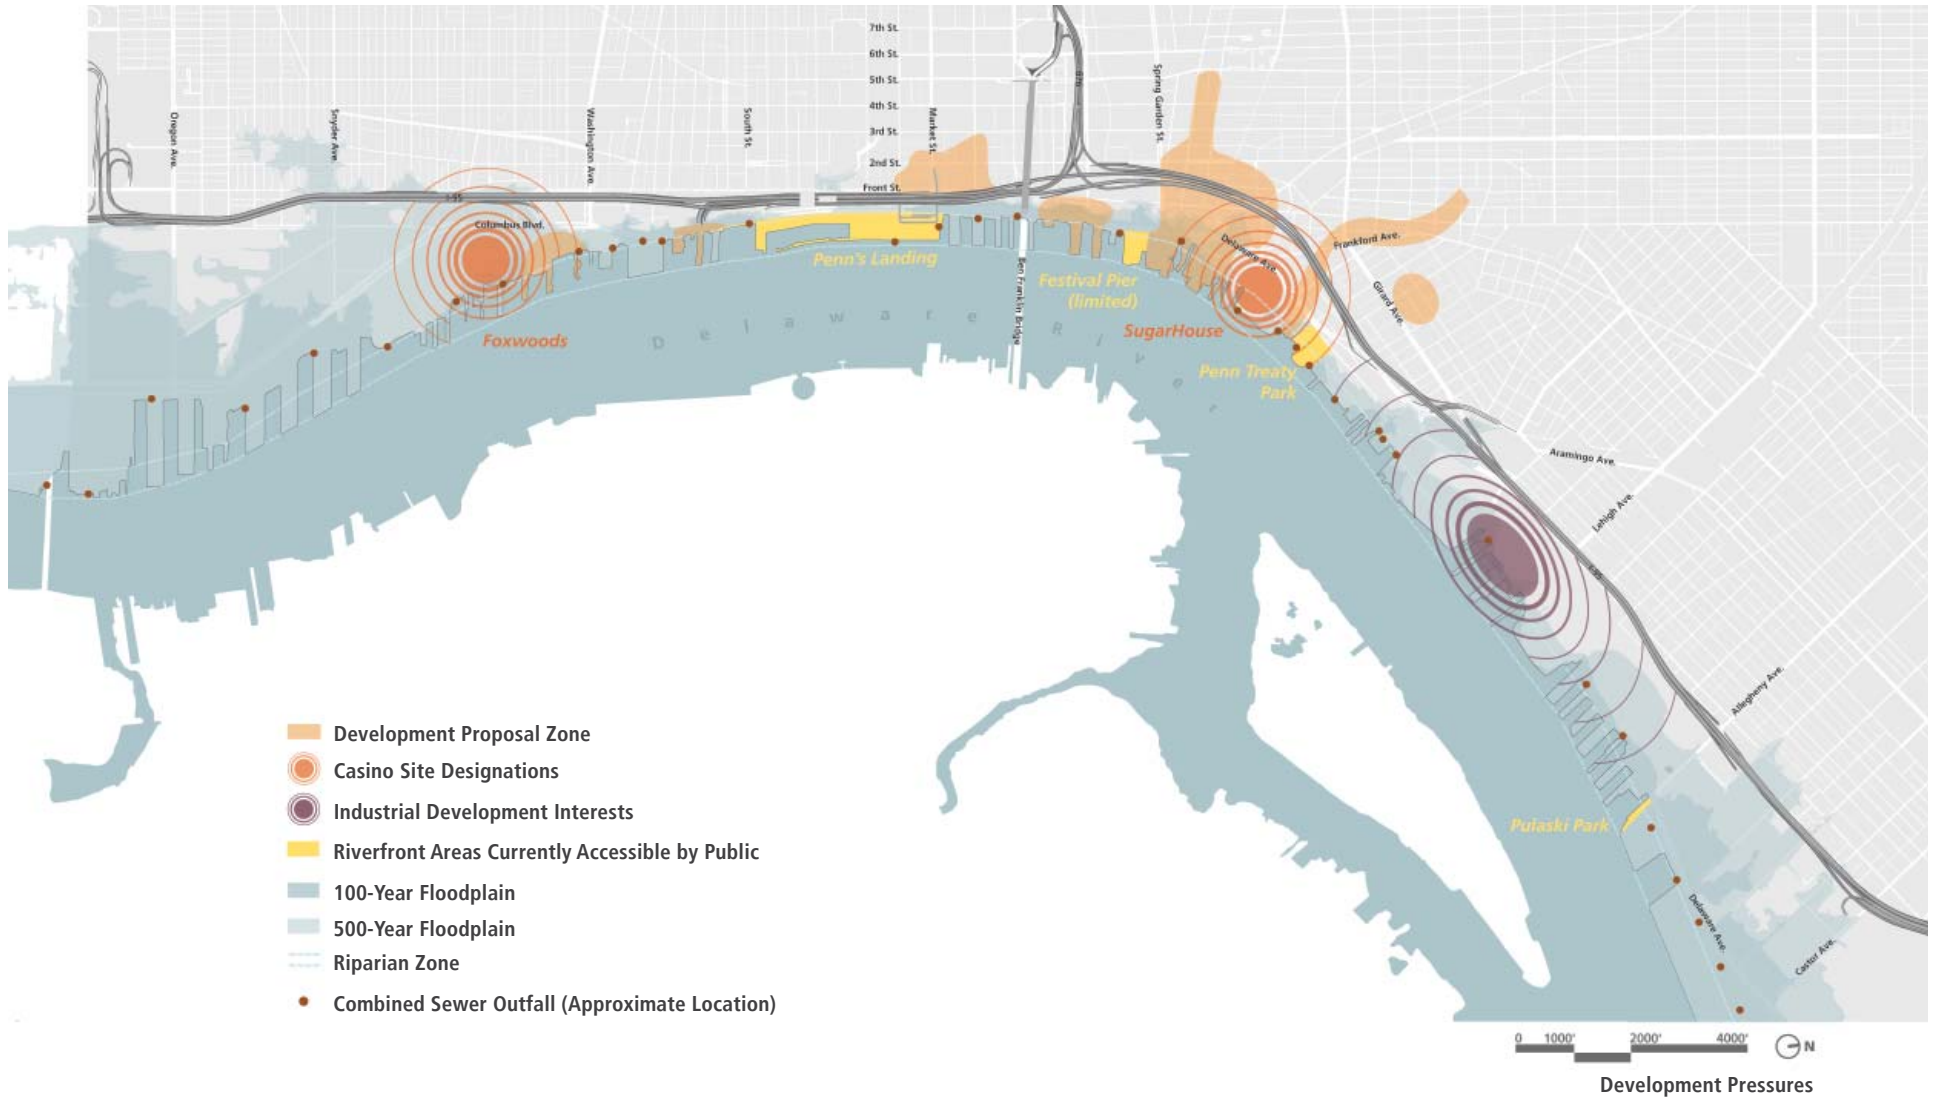 7th St.
6th St.
5th St.
4th St.
3rd St.
2nd St.
Front St.
Oregon Ave.
Snyder Ave.
Washington Ave.
South St.
Market St.
Spring Garden St.
676
I-95
Columbus Blvd.
Delaware Ave.
Frankford Ave.
Girard Ave.
Penn's Landing
Ben Franklin Bridge
Festival Pier
(limited)
Foxwoods
Delaware River
SugarHouse
Penn Treaty
Park
Aramingo Ave.
Lehigh Ave.
I-95
Allegheny Ave.
Pulaski Park
Delaware Ave.
Castor Ave.
Development Proposal Zone
Casino Site Designations
Industrial Development Interests
Riverfront Areas Currently Accessible by Public
100-Year Floodplain
500-Year Floodplain
Riparian Zone
Combined Sewer Outfall (Approximate Location)
0 1000' 2000' 4000'
N
Development Pressures